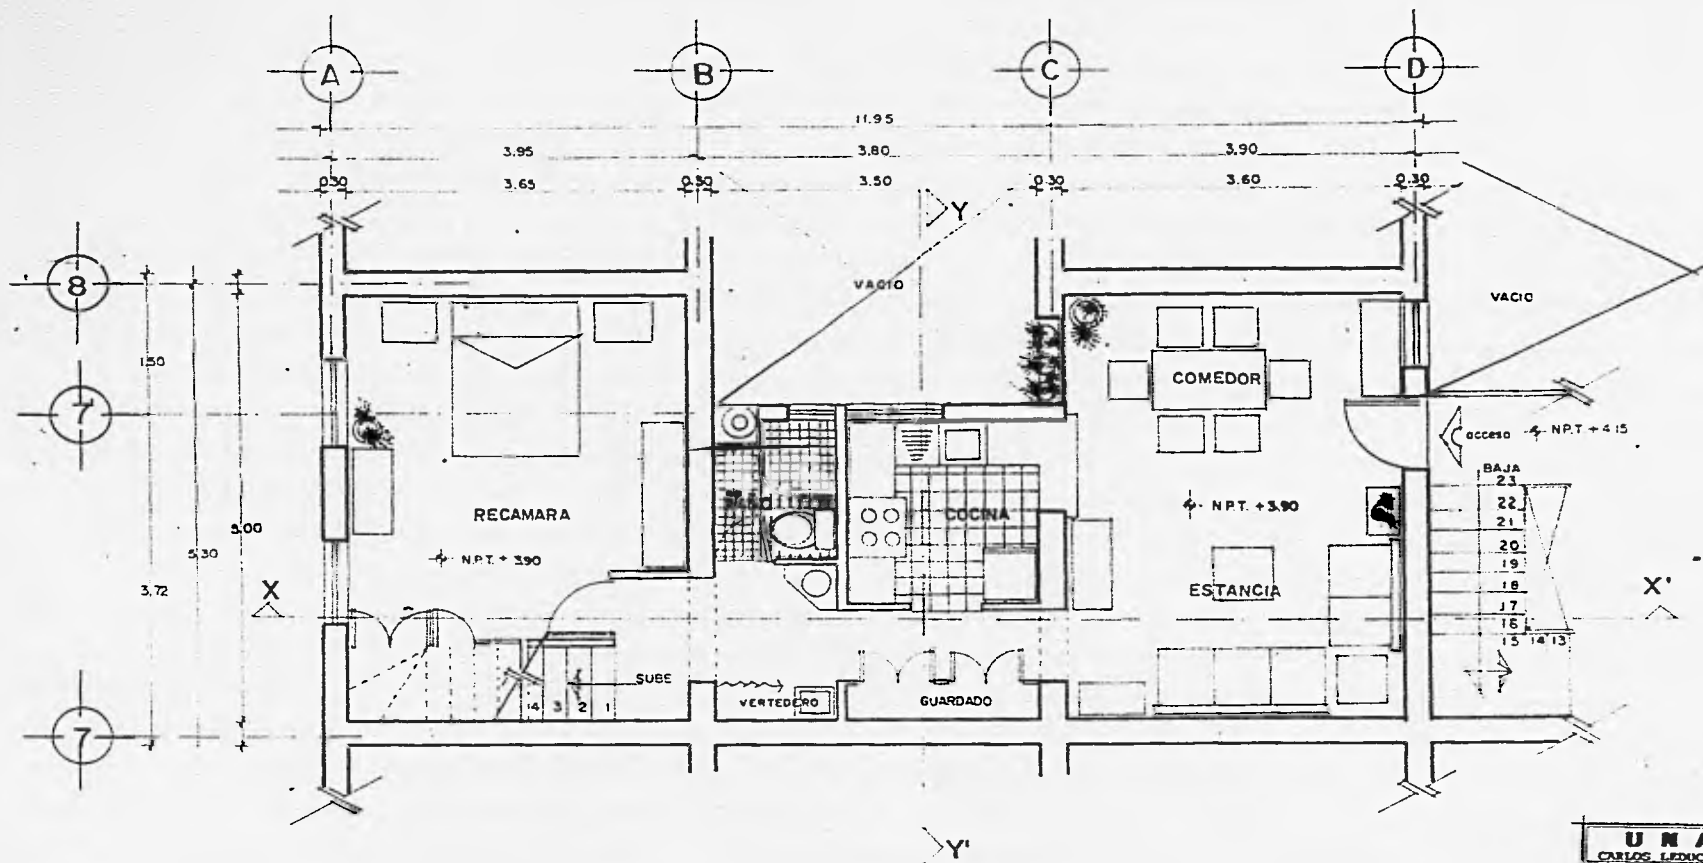 A B C D
11.95
3.95 3.80 3.90
0.30 3.65 0.30 3.50 0.30 3.60 0.30
Y
8
VACIO
VACIO
1.50
COMEDOR
7
acceso N.P.T. + 4.15
BAJA
23
22
21
20
19
18
17
16
15 14 13
RECAMARA
COCINA
N.P.T. + 3.90
5.00
5.30
N.P.T. + 3.90
3.72
X
ESTANCIA
X'
SUBE
4 3 2 1
VERTEDERO
GUARDADO
7
Y'
U N A
CARLOS LEDUC